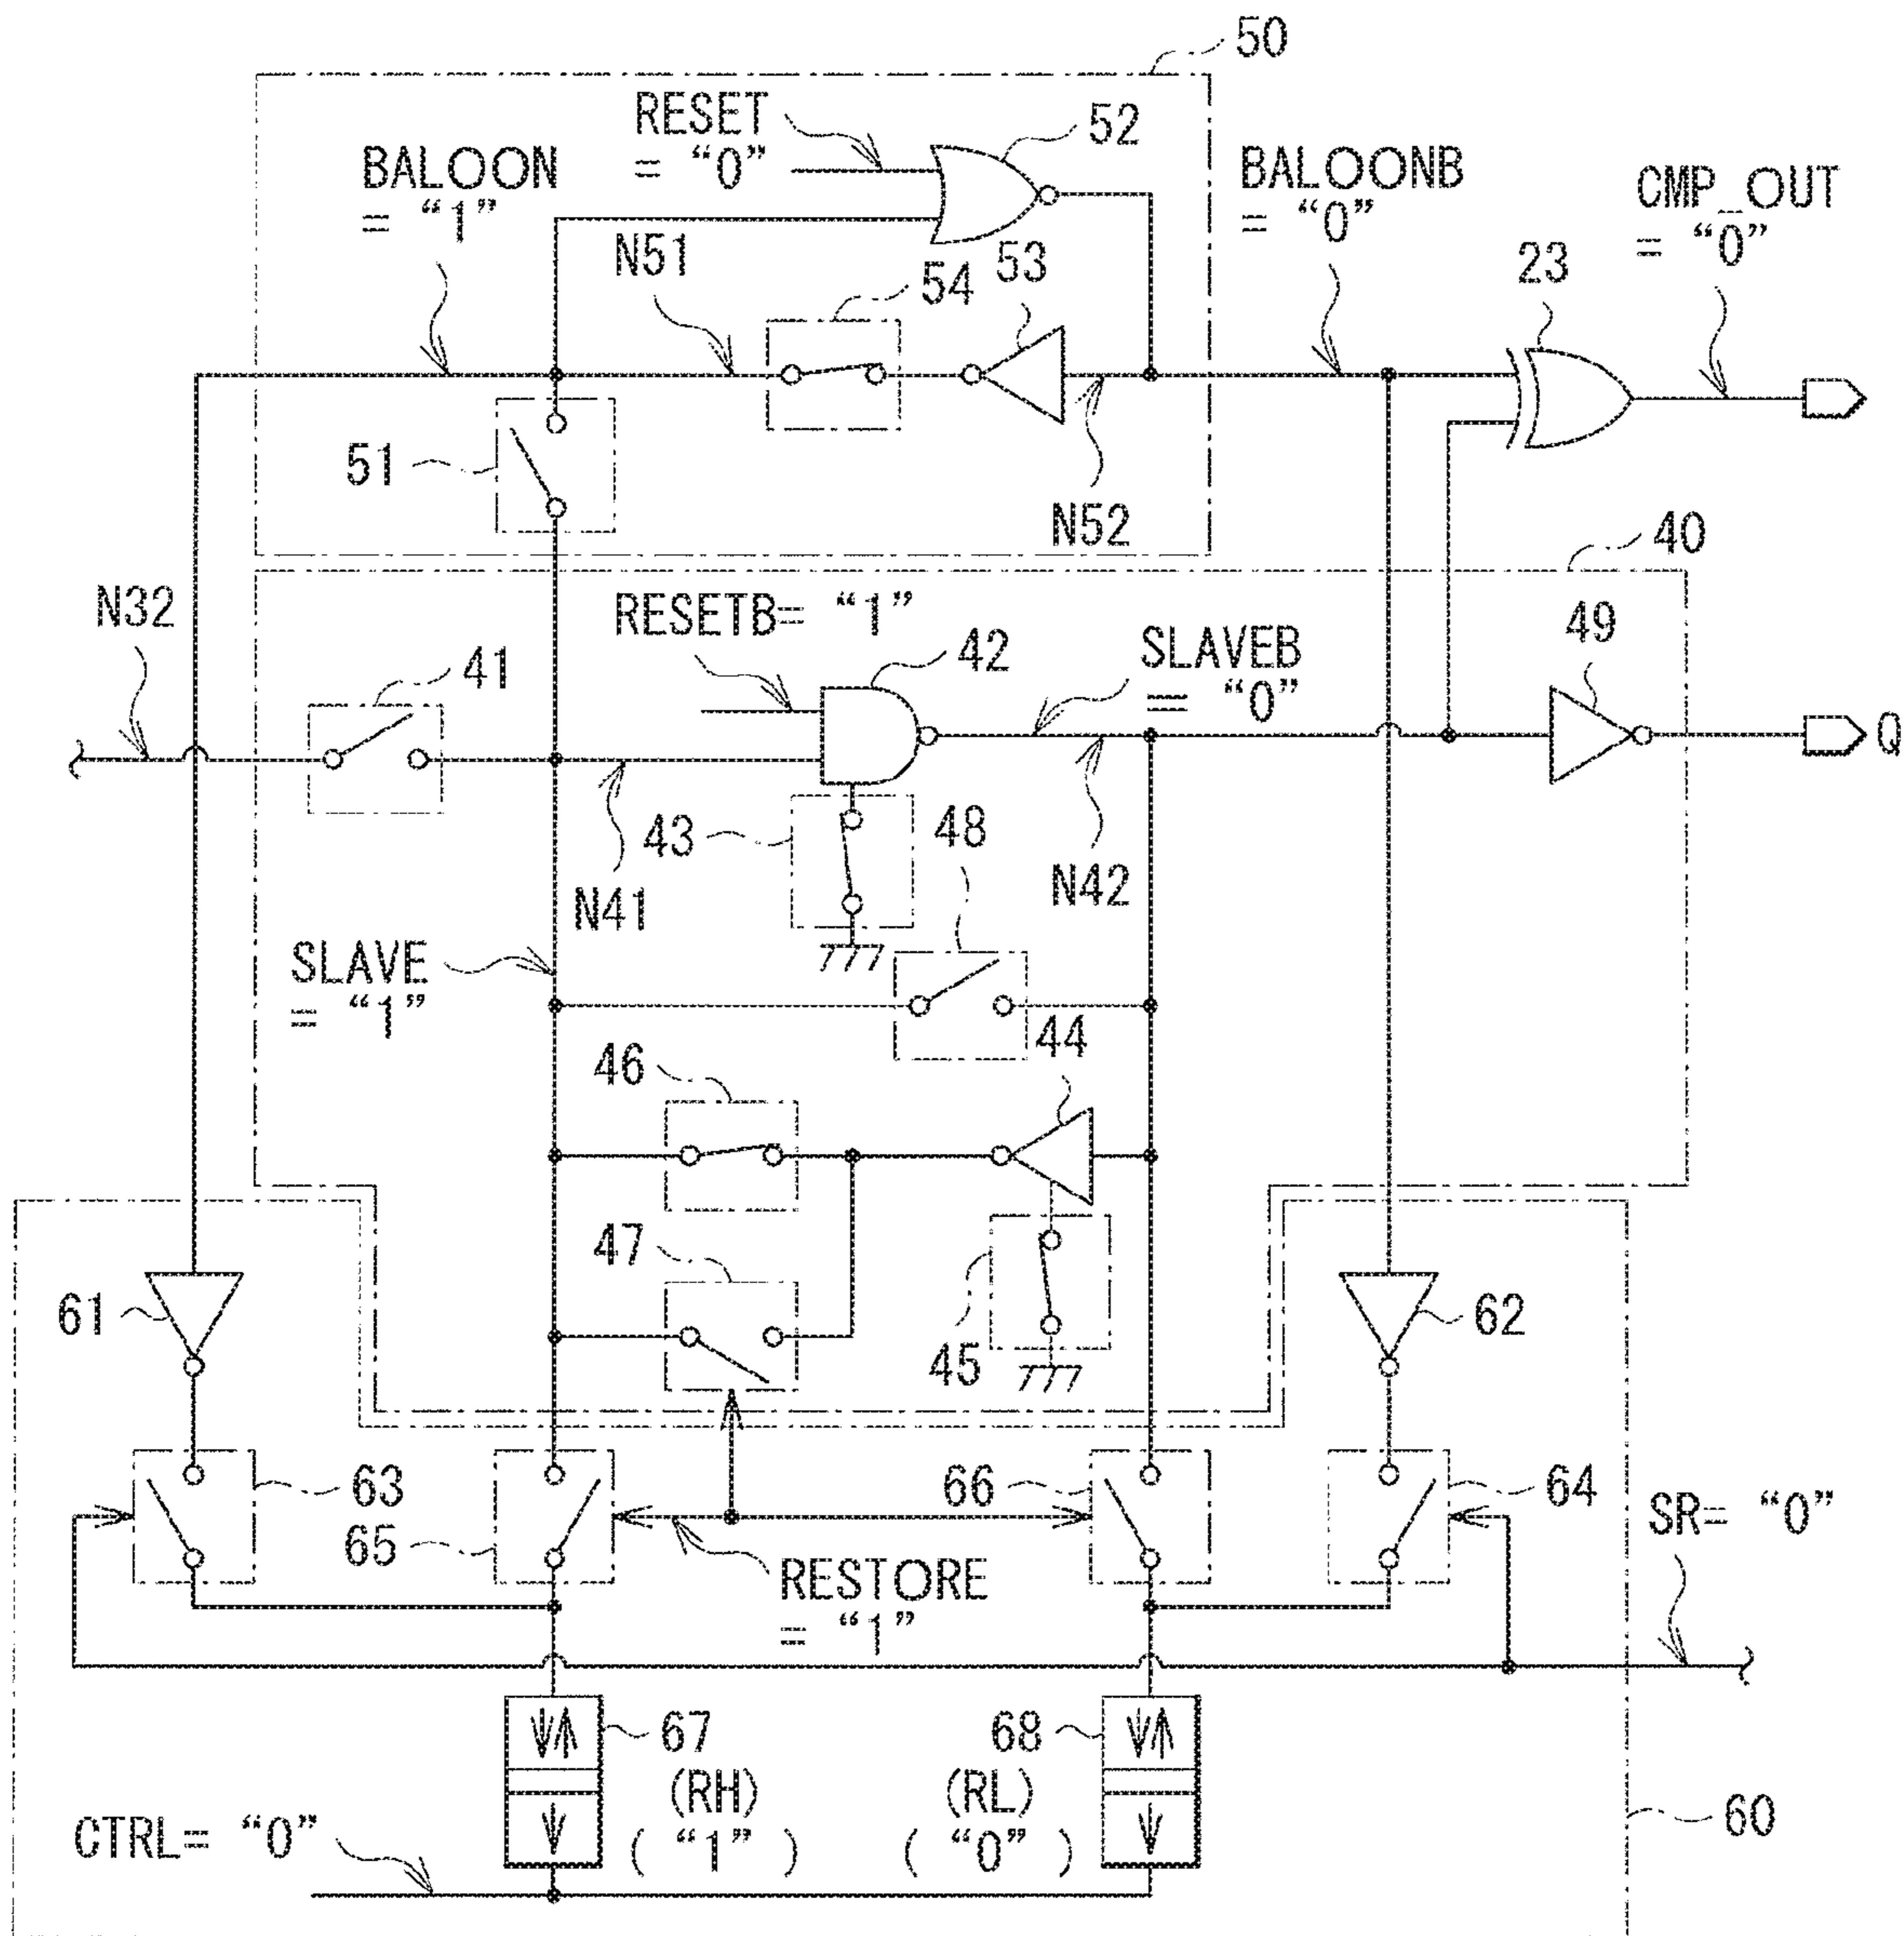 50
RESET
= “0”
52
BALOON
= “1”
BALOONB
= “0”
CMP_OUT
= “0”
N51
54
53
23
51
N52
40
N32
RESETB= “1”
42
SLAVEB
= “0”
49
41
Q
43
48
N41
N42
SLAVE
= “1”
44
46
47
45
61
62
63
65
66
64
SR= “0”
RESTORE
= “1”
67
68
(RH)
(RL)
(“1”)
(“0”)
CTRL= “0”
60